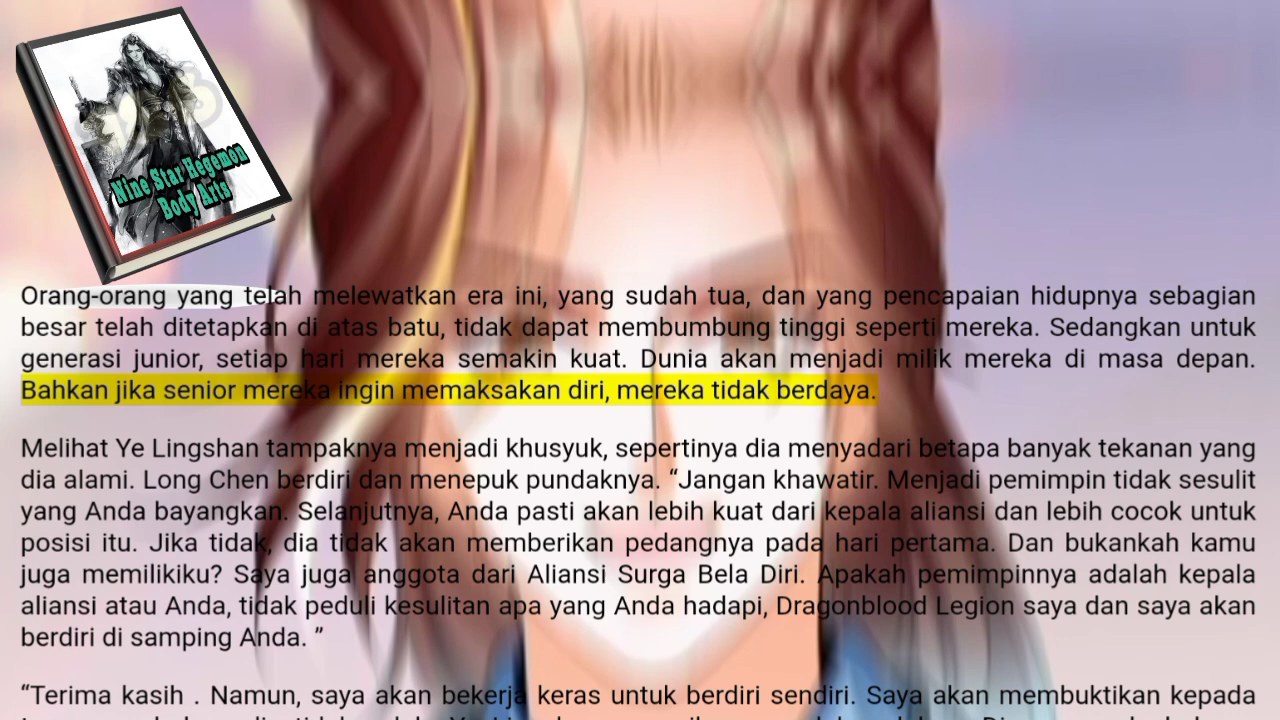 Nine Star Hegemon
Body Arts
Orang-orang yang telah melewatkan era ini, yang sudah tua, dan yang pencapaian hidupnya sebagian
besar telah ditetapkan di atas batu, tidak dapat membumbung tinggi seperti mereka. Sedangkan untuk
generasi junior, setiap hari mereka semakin kuat. Dunia akan menjadi milik mereka di masa depan.
Bahkan jika senior mereka ingin memaksakan diri, mereka tidak berdaya.
Melihat Ye Lingshan tampaknya menjadi khusyuk, sepertinya dia menyadari betapa banyak tekanan yang
dia alami. Long Chen berdiri dan menepuk pundaknya. “Jangan khawatir. Menjadi pemimpin tidak sesulit
yang Anda bayangkan. Selanjutnya, Anda pasti akan lebih kuat dari kepala aliansi dan lebih cocok untuk
posisi itu. Jika tidak, dia tidak akan memberikan pedangnya pada hari pertama. Dan bukankah kamu
juga memilikiku? Saya juga anggota dari Aliansi Surga Bela Diri. Apakah pemimpinnya adalah kepala
aliansi atau Anda, tidak peduli kesulitan apa yang Anda hadapi, Dragonblood Legion saya dan saya akan
berdiri di samping Anda. ”
“Terima kasih . Namun, saya akan bekerja keras untuk berdiri sendiri. Saya akan membuktikan kepada